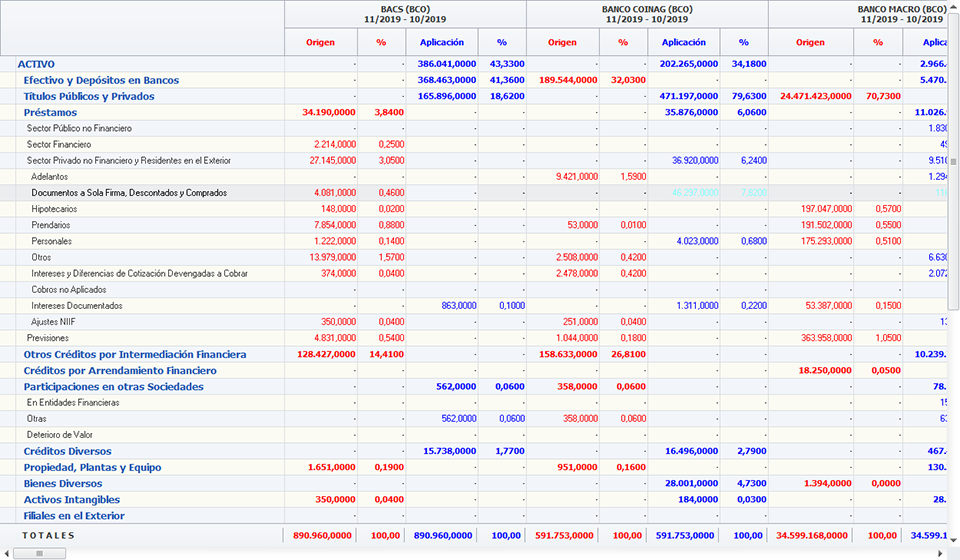 BACS (BCO) BANCO COINAG (BCO) BANCO MACRO (BCO)
11/2019 - 10/2019 11/2019 - 10/2019 11/2019 - 10/2019
Origen % Aplicación % Origen % Aplicación % Origen % Aplica
ACTIVO - - 386.041,0000 43,3300 - - 202.265,0000 34,1800 - - 2.966.
Efectivo y Depósitos en Bancos - - 368.463,0000 41,3600 189.544,0000 32,0300 - - - - 5.470.
Títulos Públicos y Privados - - 165.896,0000 18,6200 - - 471.197,0000 79,6300 24.471.423,0000 70,7300
Préstamos 34.190,0000 3,8400 - - - - 35.876,0000 6,0600 - - 11.026.
Sector Público no Financiero - - - - - - - - - - 1.830
Sector Financiero 2.214,0000 0,2500 - - - - - - - - 49
Sector Privado no Financiero y Residentes en el Exterior 27.145,0000 3,0500 - - - - 36.920,0000 6,2400 - - 9.510
Adelantos - - - - 9.421,0000 1,5900 - - - - 1.294
Documentos a Sola Firma, Descontados y Comprados 4.081,0000 0,4600 - - - - 46.297,0000 7,8200 - -
Hipotecarios 148,0000 0,0200 - - - - - - 197.047,0000 0,5700
Prendarios 7.854,0000 0,8800 - - 53,0000 0,0100 - - 191.502,0000 0,5500
Personales 1.222,0000 0,1400 - - - - 4.023,0000 0,6800 175.293,0000 0,5100
Otros 13.979,0000 1,5700 - - 2.508,0000 0,4200 - - - - 6.630
Intereses y Diferencias de Cotización Devengadas a Cobrar 374,0000 0,0400 - - 2.478,0000 0,4200 - - - - 2.072
Cobros no Aplicados - - - - - - - - - -
Intereses Documentados - - 863,0000 0,1000 - - 1.311,0000 0,2200 53.387,0000 0,1500
Ajustes NIIF 350,0000 0,0400 - - 251,0000 0,0400 - - - - 13
Previsiones 4.831,0000 0,5400 - - 1.044,0000 0,1800 - - 363.958,0000 1,0500
Otros Créditos por Intermediación Financiera 128.427,0000 14,4100 - - 158.633,0000 26,8100 - - - - 10.239.
Créditos por Arrendamiento Financiero - - - - - - - - 18.250,0000 0,0500
Participaciones en otras Sociedades - - 562,0000 0,0600 358,0000 0,0600 - - - - 78.
En Entidades Financieras - - - - - - - - - - 15
Otras - - 562,0000 0,0600 358,0000 0,0600 - - - - 63
Deterioro de Valor - - - - - - - - - -
Créditos Diversos - - 15.738,0000 1,7700 - - 16.496,0000 2,7900 - - 467.
Propiedad, Plantas y Equipo 1.651,0000 0,1900 - - 951,0000 0,1600 - - - - 130.
Bienes Diversos - - - - - - 28.001,0000 4,7300 1.394,0000 0,0000
Activos Intangibles 350,0000 0,0400 - - - - 184,0000 0,0300 - - 28.
Filiales en el Exterior - - - - - - - - - -
TOTALES 890.960,0000 100,00 890.960,0000 100,00 591.753,0000 100,00 591.753,0000 100,00 34.599.168,0000 100,00 34.599.1